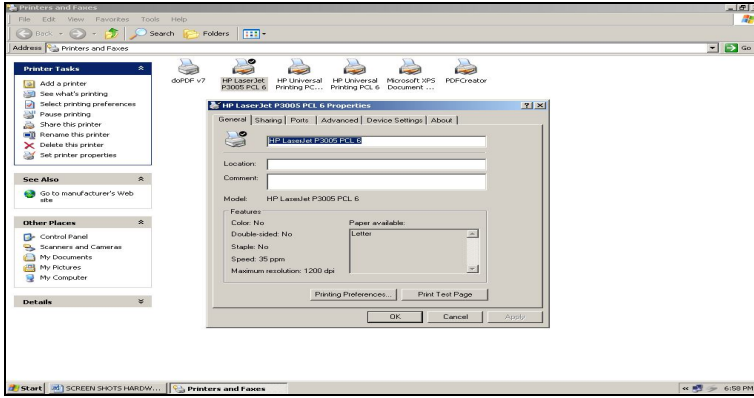 Printers and Faxes
File Edit View Favorites Tools Help
Back Search Folders
Address Printers and Faxes Go
Printer Tasks
Add a printer
See what's printing
Select printing preferences
Pause printing
Share this printer
Rename this printer
Delete this printer
Set printer properties
See Also
Go to manufacturer's Web
site
Other Places
Control Panel
Scanners and Cameras
My Documents
My Pictures
My Computer
Details
doPDF v7
HP LaserJet
P3005 PCL 6
HP Universal
Printing PC...
HP Universal
Printing PCL 6
Microsoft XPS
Document ...
PDFCreator
HP LaserJet P3005 PCL 6 Properties
General Sharing Ports Advanced Device Settings About
HP LaserJet P3005 PCL 6
Location:
Comment:
Model: HP LaserJet P3005 PCL 6
Features
Color: No
Double-sided: No
Staple: No
Speed: 35 ppm
Maximum resolution: 1200 dpi
Paper available:
Letter
Printing Preferences... Print Test Page
OK Cancel Apply
Start SCREEN SHOTS HARDW... Printers and Faxes 6:58 PM